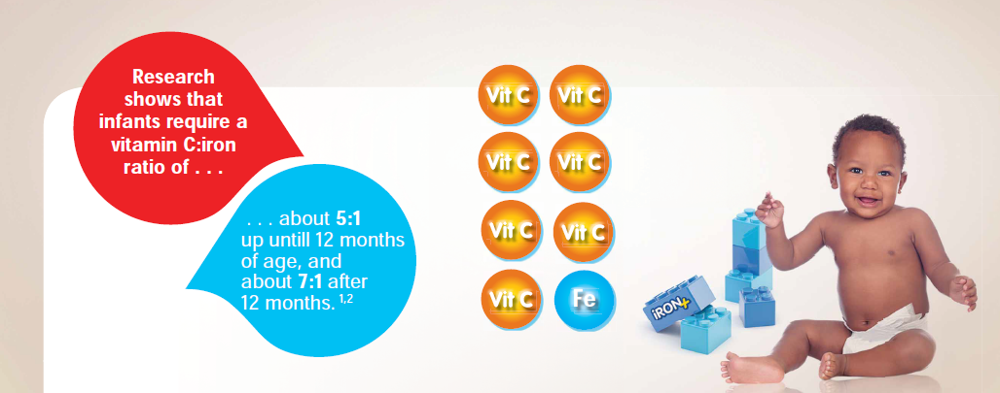 Research
shows that
infants require a
vitamin C:iron
ratio of . . .
. . . about 5:1
up untill 12 months
of age, and
about 7:1 after
12 months. 1,2
Vit C Vit C
Vit C Vit C
Vit C Vit C
Vit C Fe
iRON+